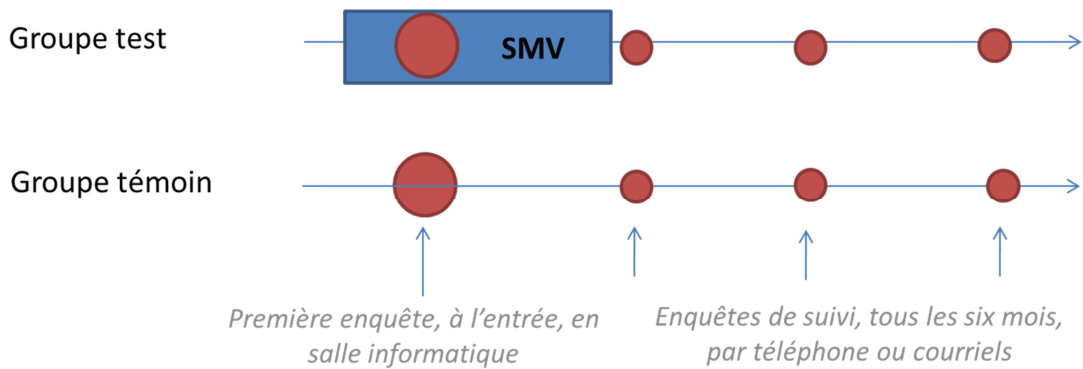 Groupe test
SMV
Groupe témoin
Première enquête, à l'entrée, en
salle informatique
Enquêtes de suivi, tous les six mois,
par téléphone ou courriels